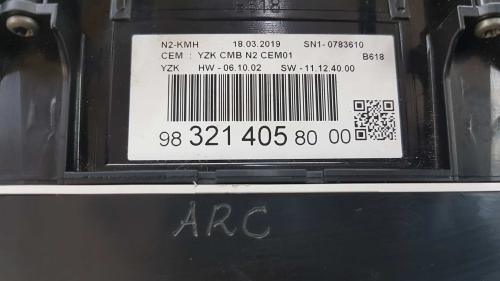 N2-KMH 18.03.2019 SN1-0783610
CEM : YZK CMB N2 CEM01 B618
YZK HW-06.10.02 SW-11.12.40.00
98 321 405 80 00
ARC